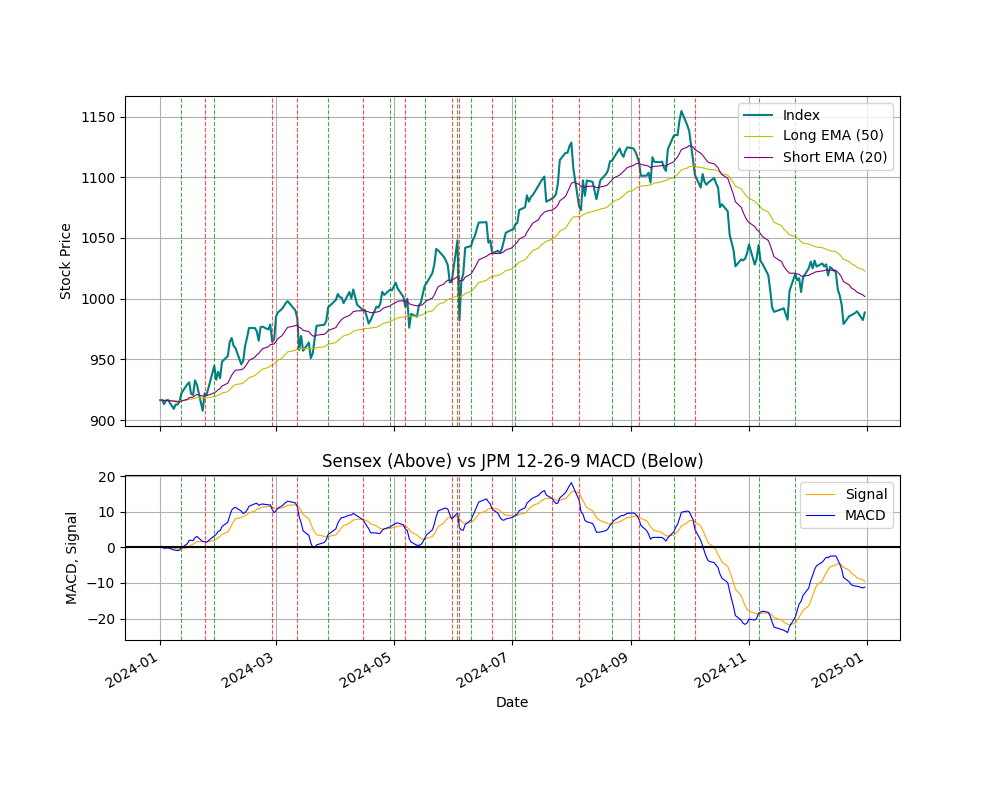 1150
1100
1050
1000
950
900
Stock Price
Index
Long EMA (50)
Short EMA (20)
Sensex (Above) vs JPM 12-26-9 MACD (Below)
20
10
0
−10
−20
MACD, Signal
Signal
MACD
2024-01
2024-03
2024-05
2024-07
2024-09
2024-11
2025-01
Date